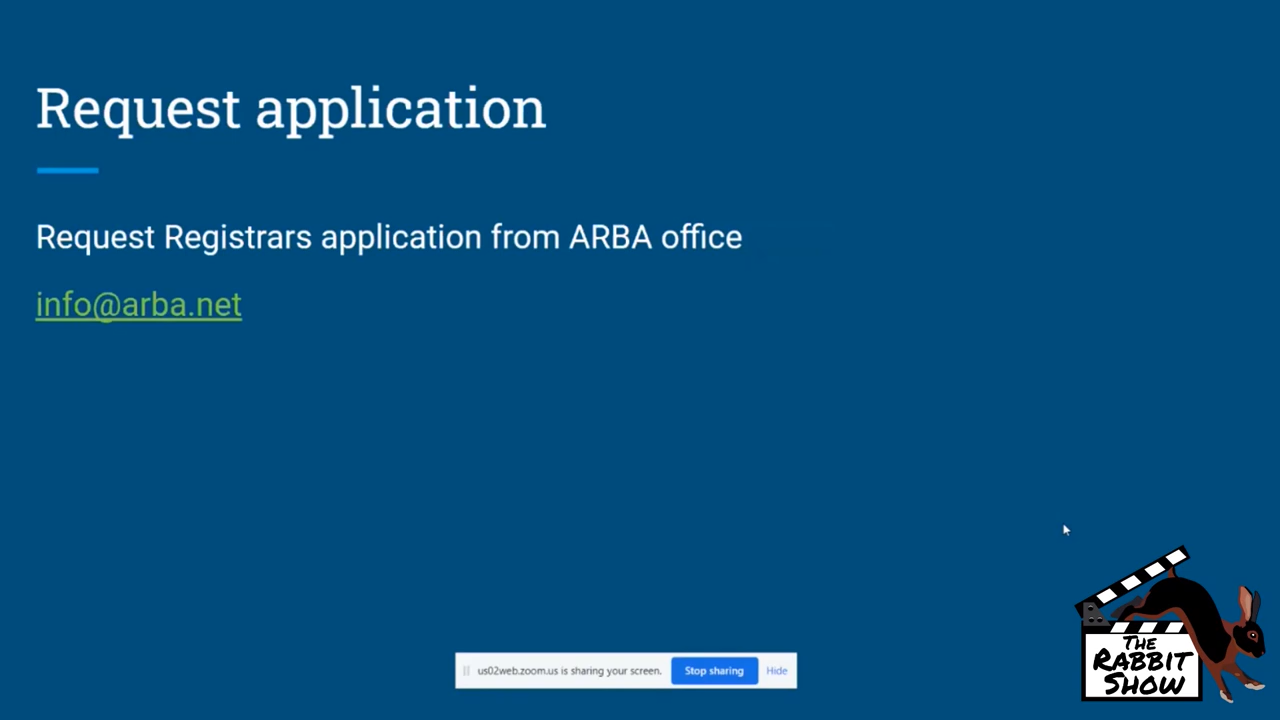 Request application
Request Registrars application from ARBA office
info@arba.net
us02web.zoom.us is sharing your screen. Stop sharing Hide
THE
RABBIT
SHOW